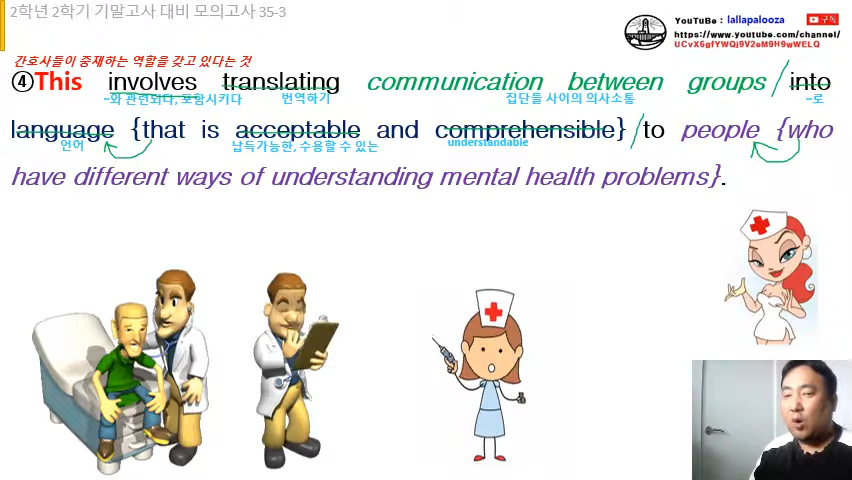 2학년 2학기 기말고사 대비 모의고사 35-3
YouTuBe : lallapalooza 구독
https://www.youtube.com/channel/
UCvX6gfYWQj9V2eM9H9wWELQ
간호사들이 중재하는 역할을 갖고 있다는 것
④This involves translating communication between groups / into
~와 관련되다, 포함시키다 번역하기 집단들 사이의 의사소통 ~로
language {that is acceptable and comprehensible} / to people {who
언어 납득가능한, 수용할 수 있는 understandable
have different ways of understanding mental health problems}.